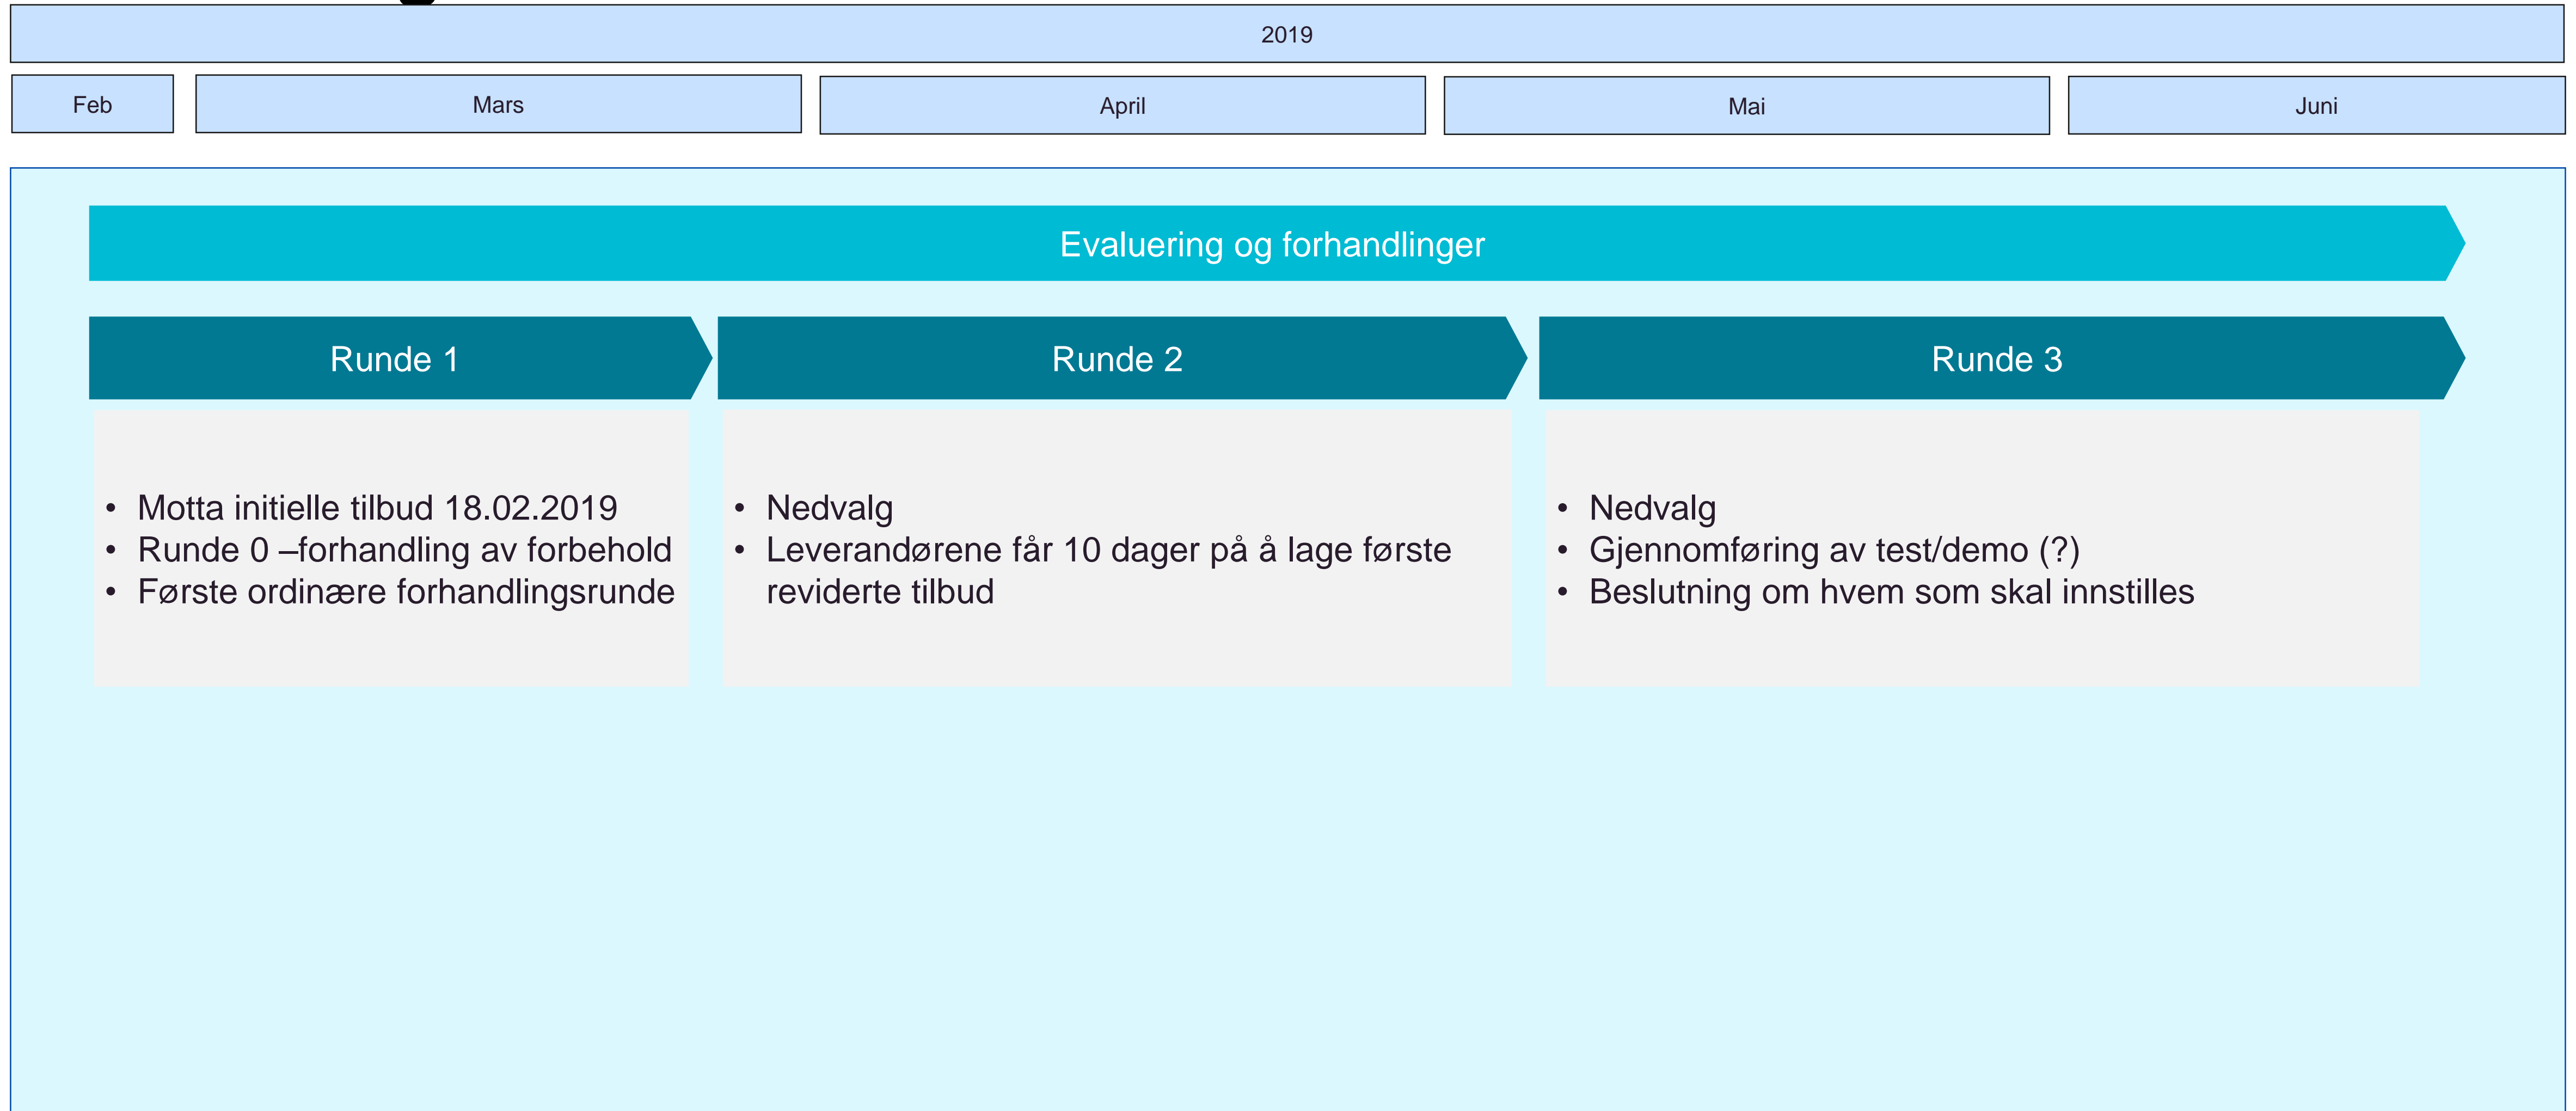 2019
Feb
Mars
April
Mai
Juni
Evaluering og forhandlinger
Runde 1
Runde 2
Runde 3
• Motta initielle tilbud 18.02.2019
• Runde 0 –forhandling av forbehold
• Første ordinære forhandlingsrunde
• Nedvalg
• Leverandørene får 10 dager på å lage første
reviderte tilbud
• Nedvalg
• Gjennomføring av test/demo (?)
• Beslutning om hvem som skal innstilles